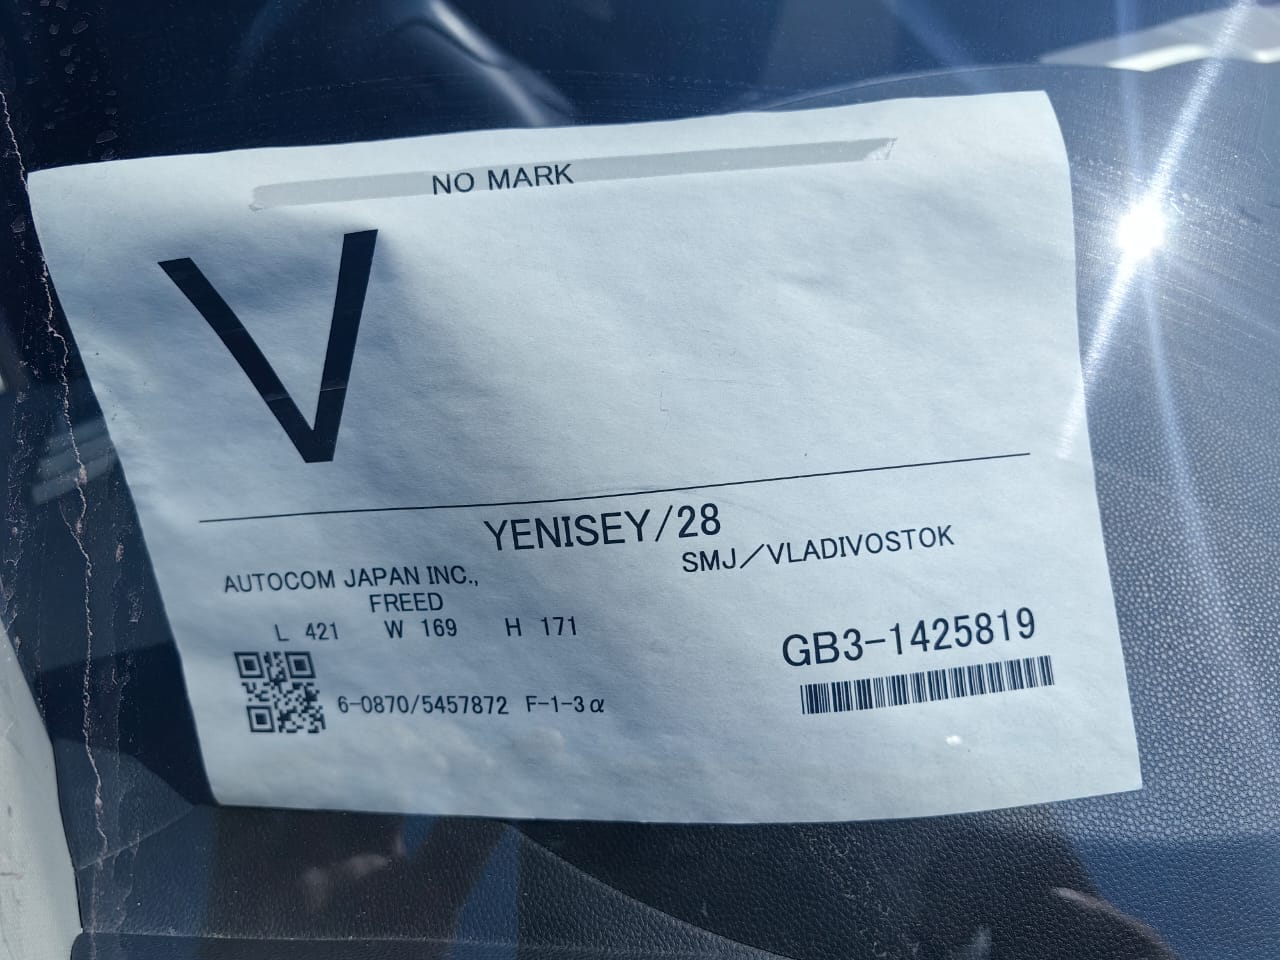 NO MARK
V
YENISEY/28
SMJ／VLADIVOSTOK
AUTOCOM JAPAN INC.,
FREED
L 421 W 169 H 171
GB3-1425819
6-0870/5457872 F-1-3α